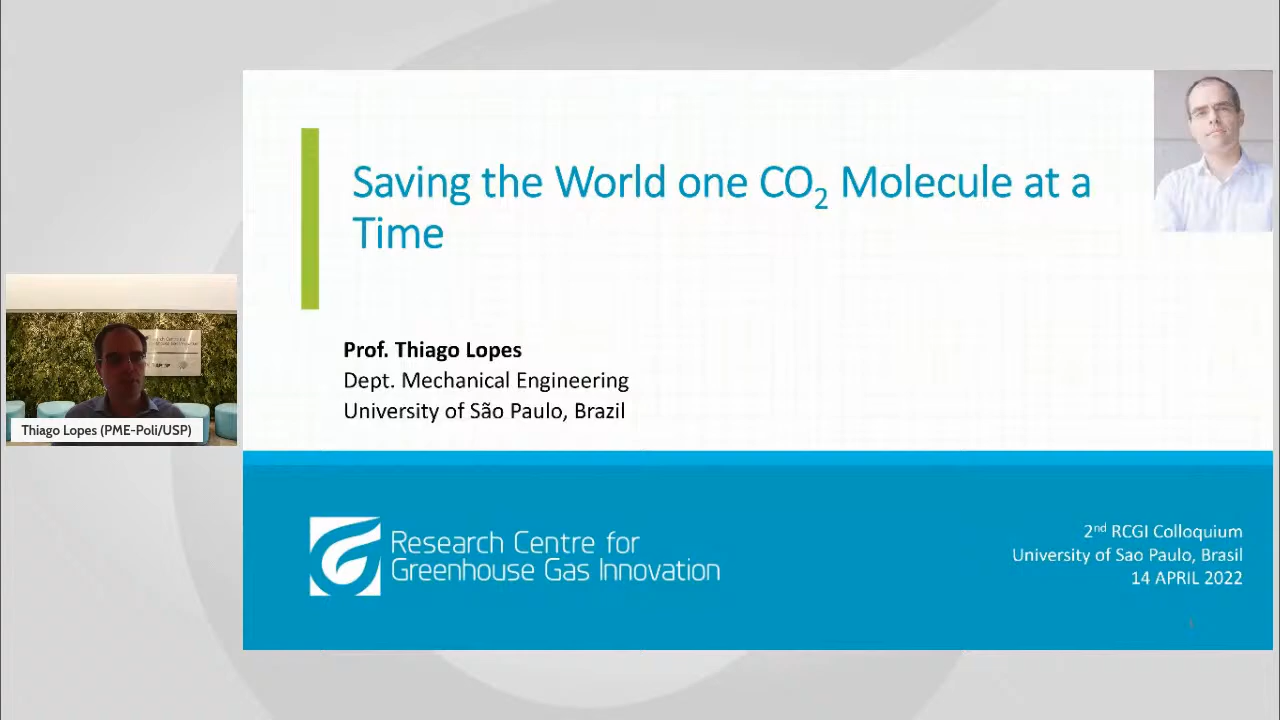 Saving the World one CO₂ Molecule at a
Time
Prof. Thiago Lopes
Dept. Mechanical Engineering
University of São Paulo, Brazil
Thiago Lopes (PME-Poli/USP)
Research Centre for
Greenhouse Gas Innovation
2nd RCGI Colloquium
University of Sao Paulo, Brasil
14 APRIL 2022